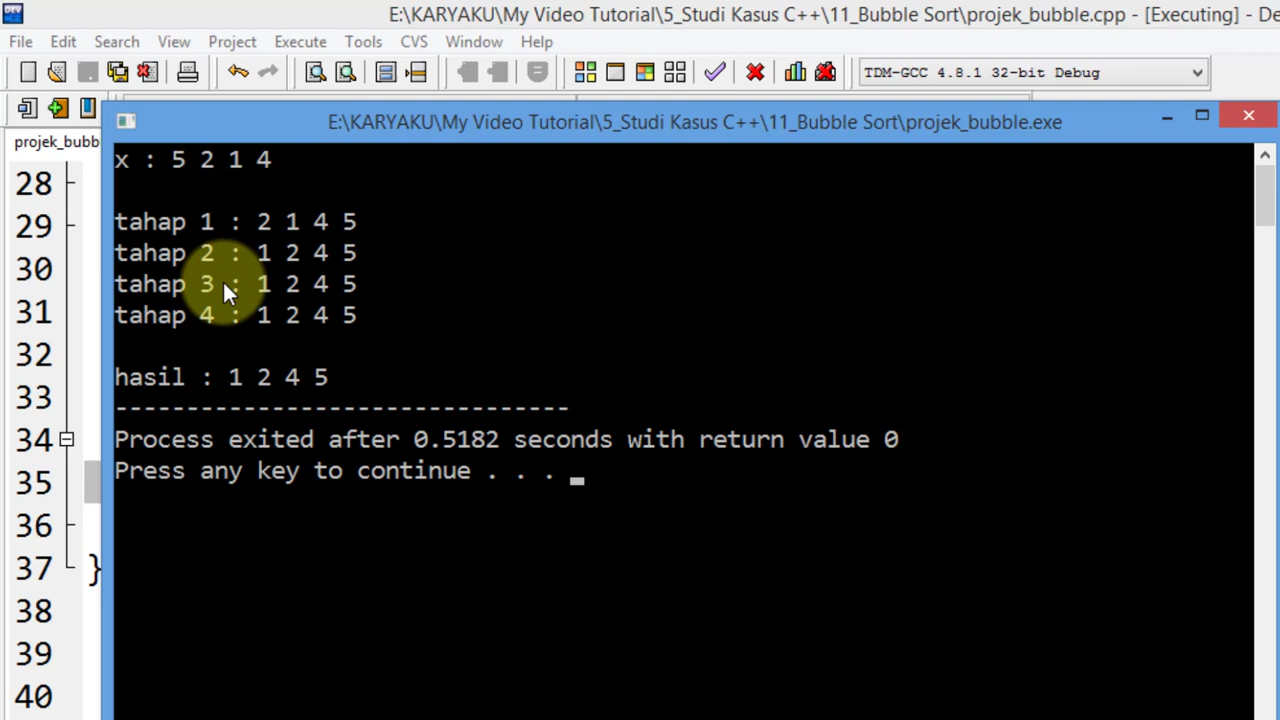 E:\KARYAKU\My Video Tutorial\5_Studi Kasus C++\11_Bubble Sort\projek_bubble.cpp - [Executing] - De
File Edit Search View Project Execute Tools CVS Window Help
TDM-GCC 4.8.1 32-bit Debug
E:\KARYAKU\My Video Tutorial\5_Studi Kasus C++\11_Bubble Sort\projek_bubble.exe
projek_bubb
x : 5 2 1 4
28
tahap 1 : 2 1 4 5
29
tahap 2 : 1 2 4 5
30
tahap 3 : 1 2 4 5
31
tahap 4 : 1 2 4 5
32
hasil : 1 2 4 5
33
--------------------------------
34
Process exited after 0.5182 seconds with return value 0
Press any key to continue . . .
35
36
37 }
38
39
40